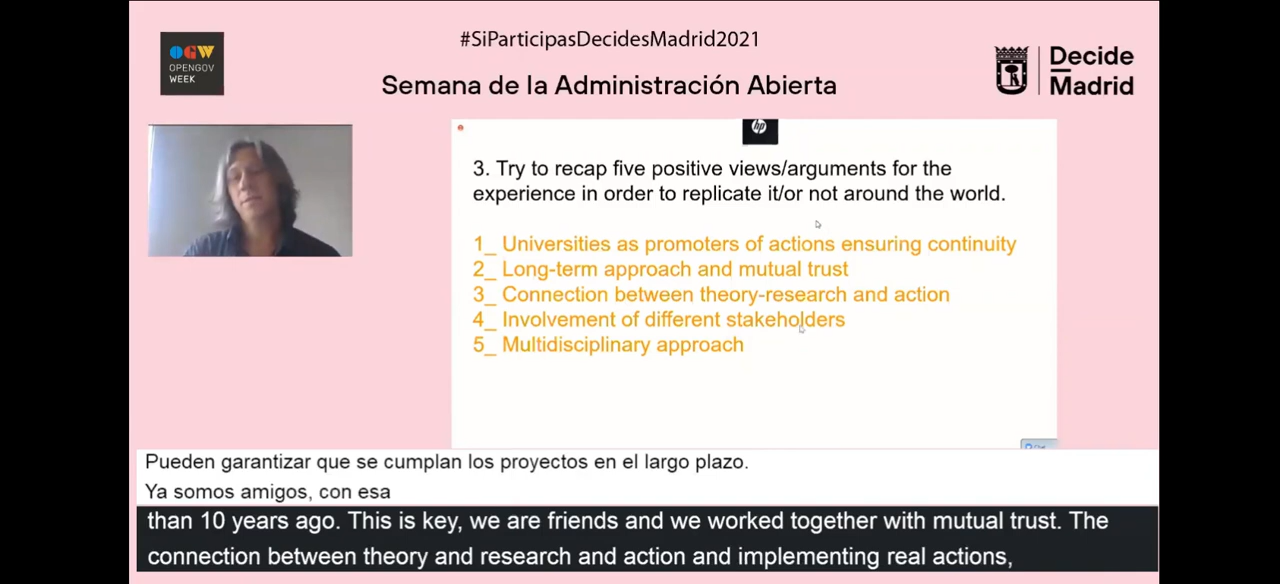 #SiParticipasDecidesMadrid2021
OGW
OPENGOV
WEEK
Semana de la Administración Abierta
Decide
Madrid
hp
3. Try to recap five positive views/arguments for the
experience in order to replicate it/or not around the world.
1_ Universities as promoters of actions ensuring continuity
2_ Long-term approach and mutual trust
3_ Connection between theory-research and action
4_ Involvement of different stakeholders
5_ Multidisciplinary approach
Pueden garantizar que se cumplan los proyectos en el largo plazo.
Ya somos amigos, con esa
than 10 years ago. This is key, we are friends and we worked together with mutual trust. The
connection between theory and research and action and implementing real actions,